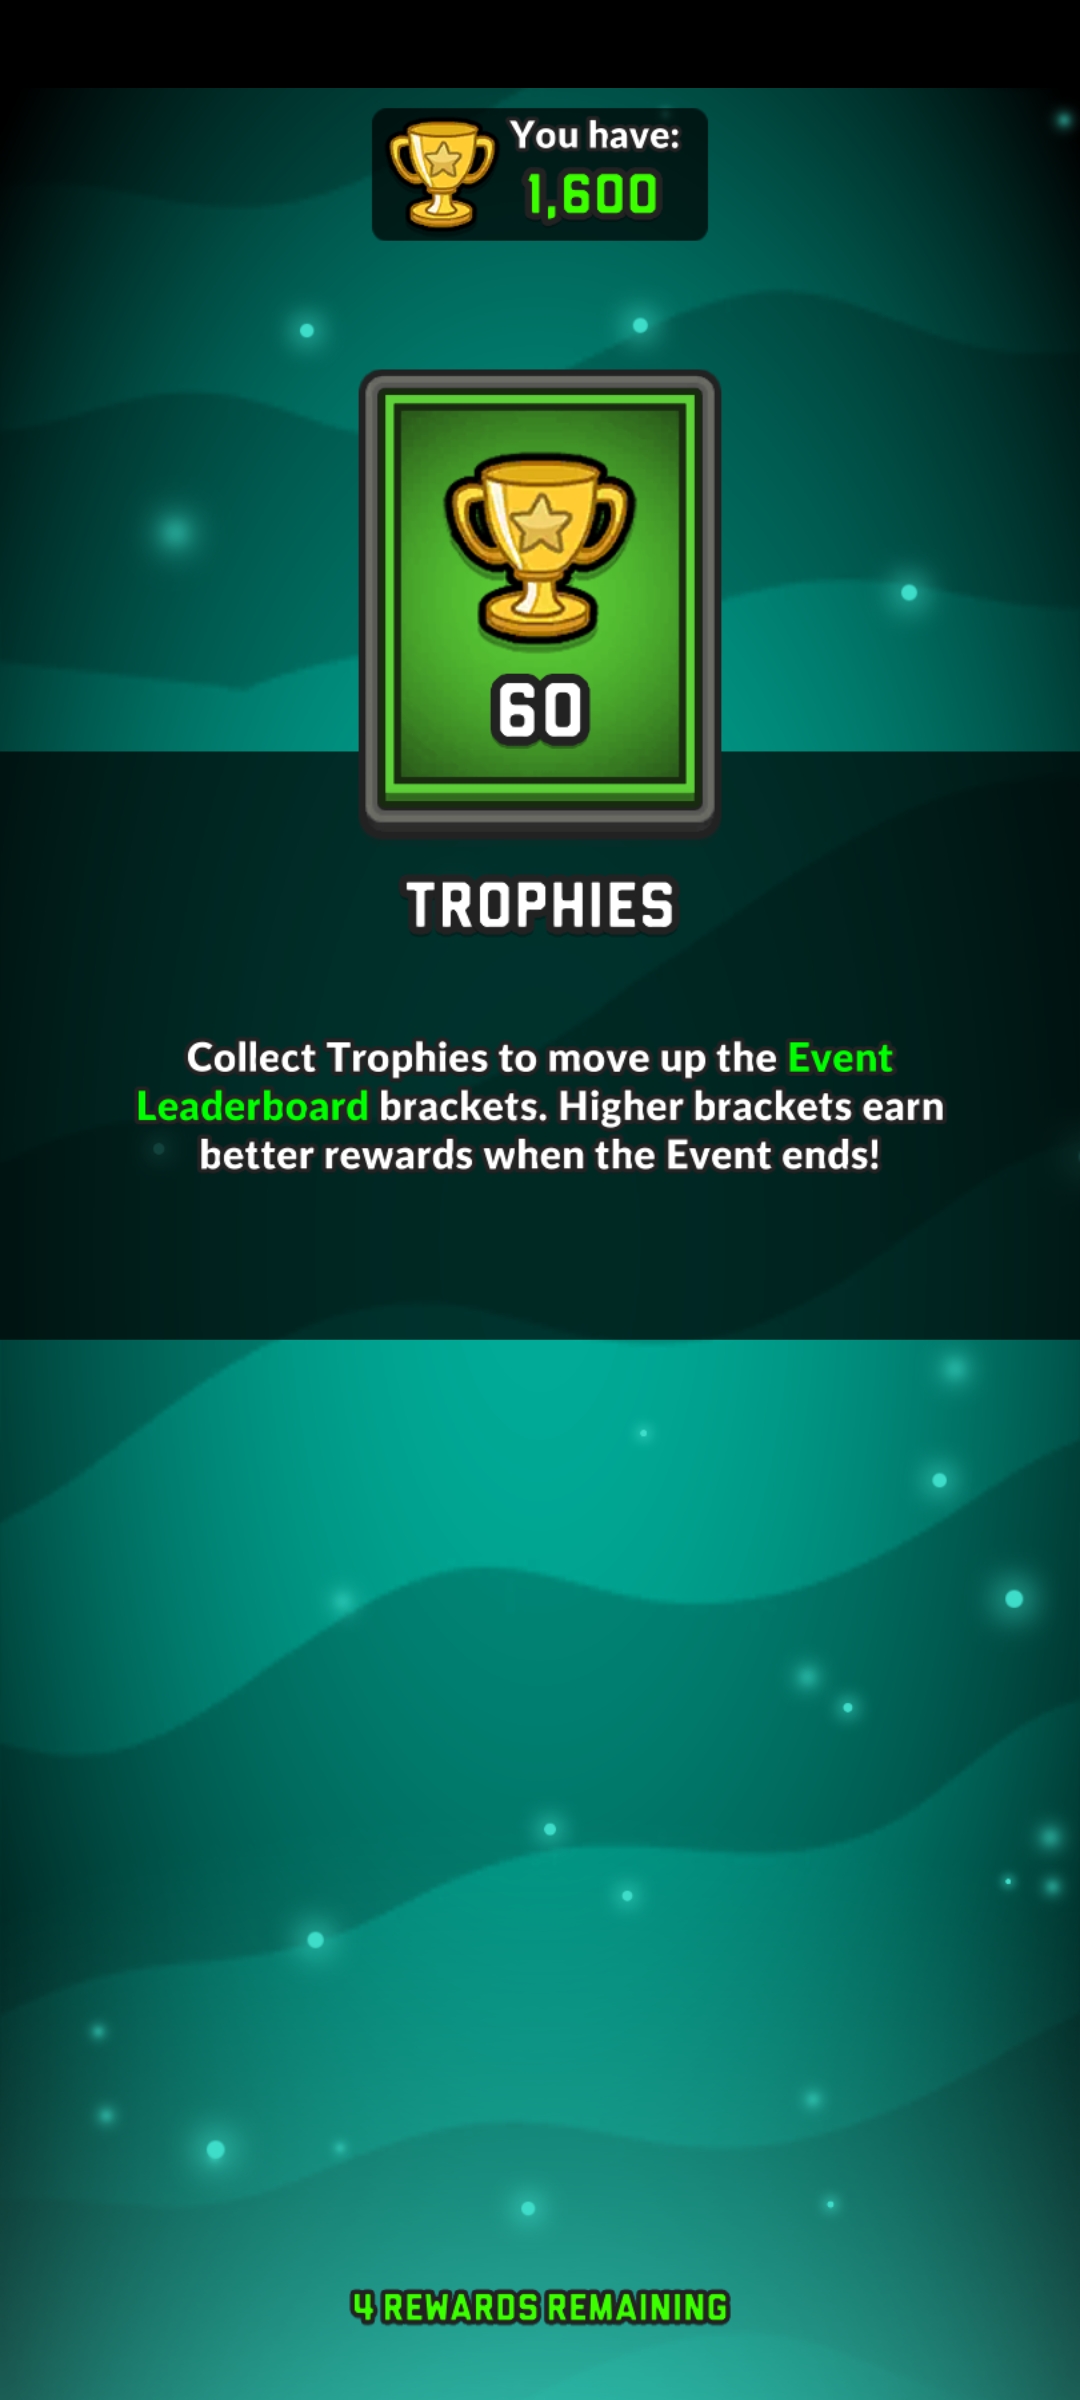 You have:
1,600
60
TROPHIES
Collect Trophies to move up the Event
Leaderboard brackets. Higher brackets earn
better rewards when the Event ends!
4 REWARDS REMAINING